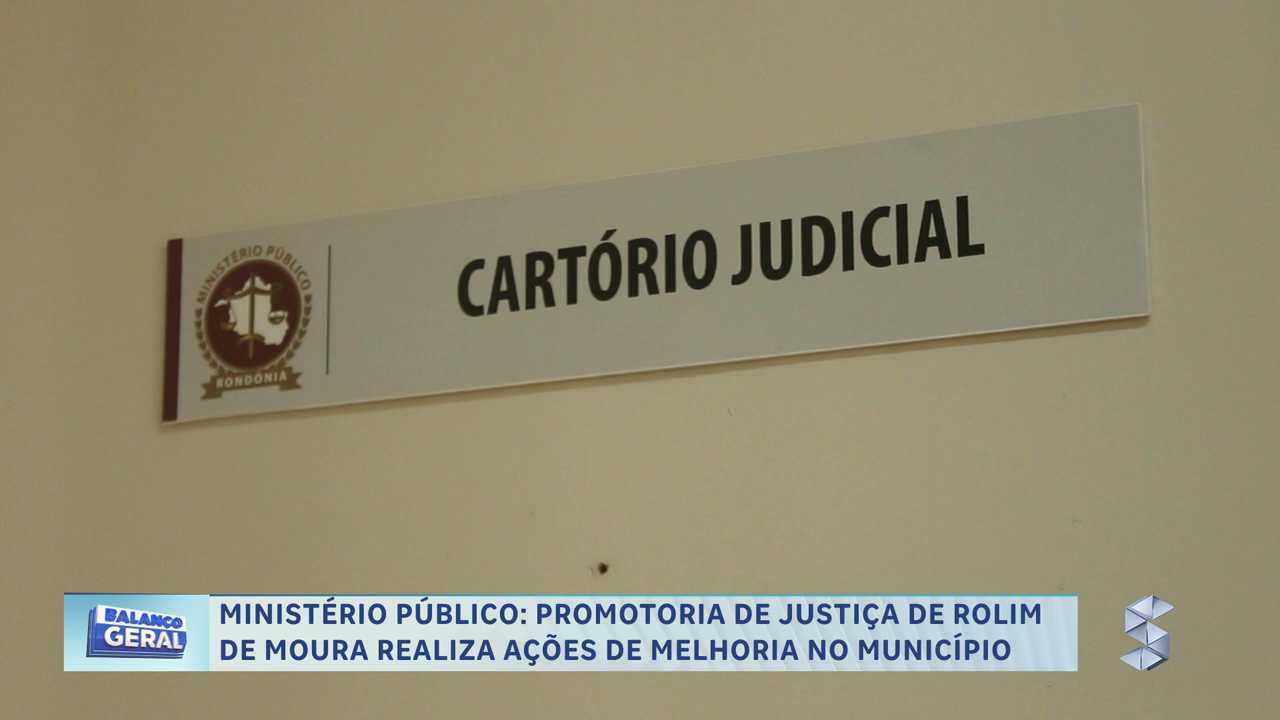 MINISTÉRIO PÚBLICO
RONDÔNIA
CARTÓRIO JUDICIAL
BALANÇO
GERAL
MINISTÉRIO PÚBLICO: PROMOTORIA DE JUSTIÇA DE ROLIM
DE MOURA REALIZA AÇÕES DE MELHORIA NO MUNICÍPIO